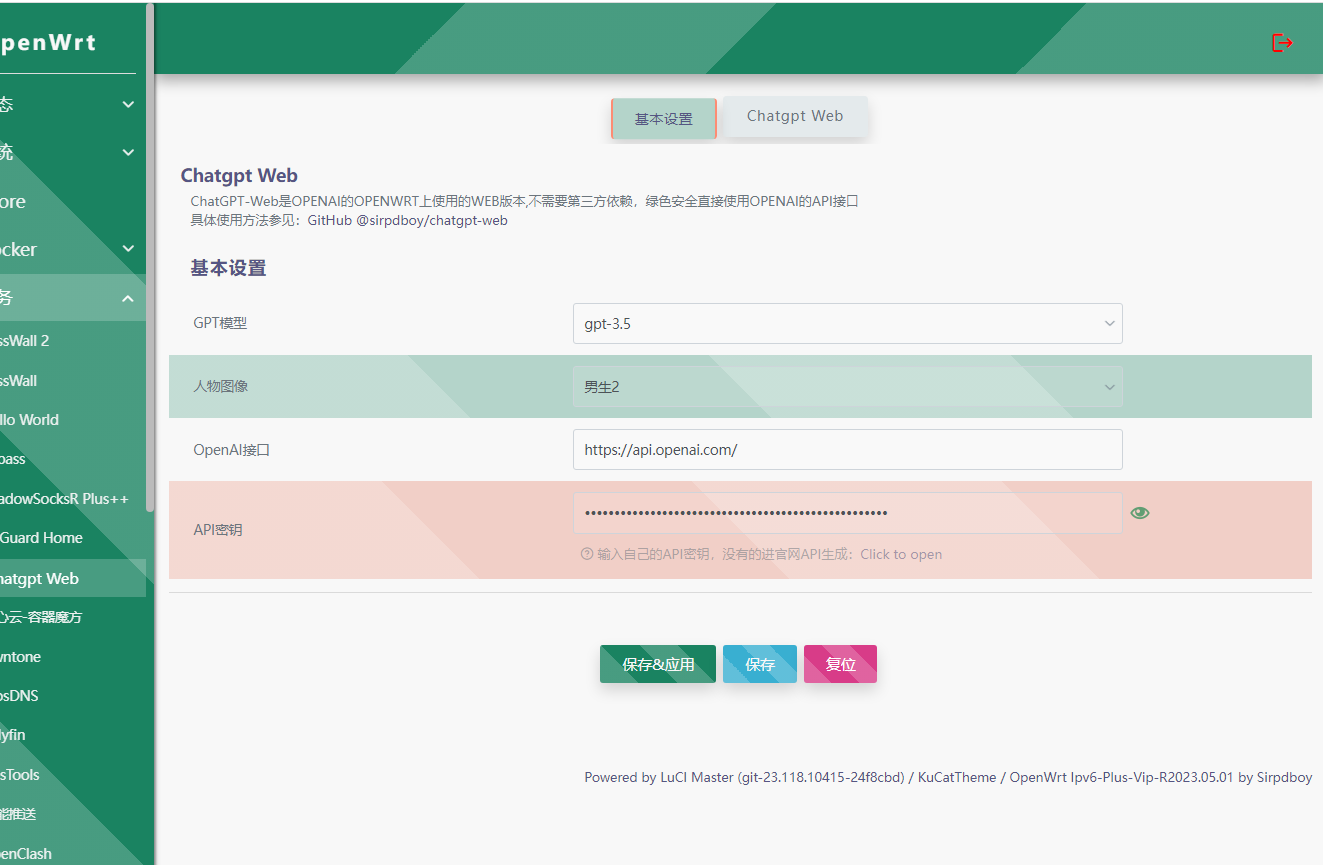 penWrt
态
统
ore
ocker
务
ssWall 2
ssWall
llo World
pass
adowSocksR Plus++
Guard Home
hatgpt Web
心云-容器魔方
wntone
osDNS
lyfin
sTools
能推送
enClash
基本设置
Chatgpt Web
Chatgpt Web
ChatGPT-Web是OPENAI的OPENWRT上使用的WEB版本,不需要第三方依赖，绿色安全直接使用OPENAI的API接口
具体使用方法参见：GitHub @sirpdboy/chatgpt-web
基本设置
GPT模型
gpt-3.5
人物图像
男生2
OpenAI接口
https://api.openai.com/
API密钥
••••••••••••••••••••••••••••••••••••••••••••••••••••
输入自己的API密钥，没有的进官网API生成：Click to open
保存&应用
保存
复位
Powered by LuCI Master (git-23.118.10415-24f8cbd) / KuCatTheme / OpenWrt Ipv6-Plus-Vip-R2023.05.01 by Sirpdboy